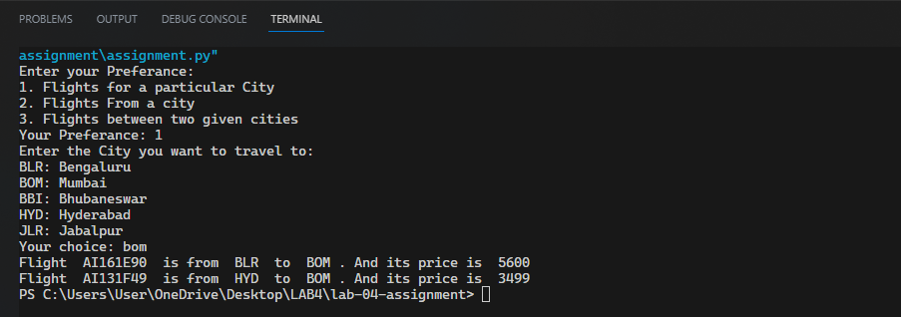 PROBLEMS OUTPUT DEBUG CONSOLE TERMINAL
assignment\assignment.py"
Enter your Preferance:
1. Flights for a particular City
2. Flights From a city
3. Flights between two given cities
Your Preferance: 1
Enter the City you want to travel to:
BLR: Bengaluru
BOM: Mumbai
BBI: Bhubaneswar
HYD: Hyderabad
JLR: Jabalpur
Your choice: bom
Flight  AI161E90  is from  BLR  to  BOM . And its price is  5600
Flight  AI131F49  is from  HYD  to  BOM . And its price is  3499
PS C:\Users\User\OneDrive\Desktop\LAB4\lab-04-assignment>